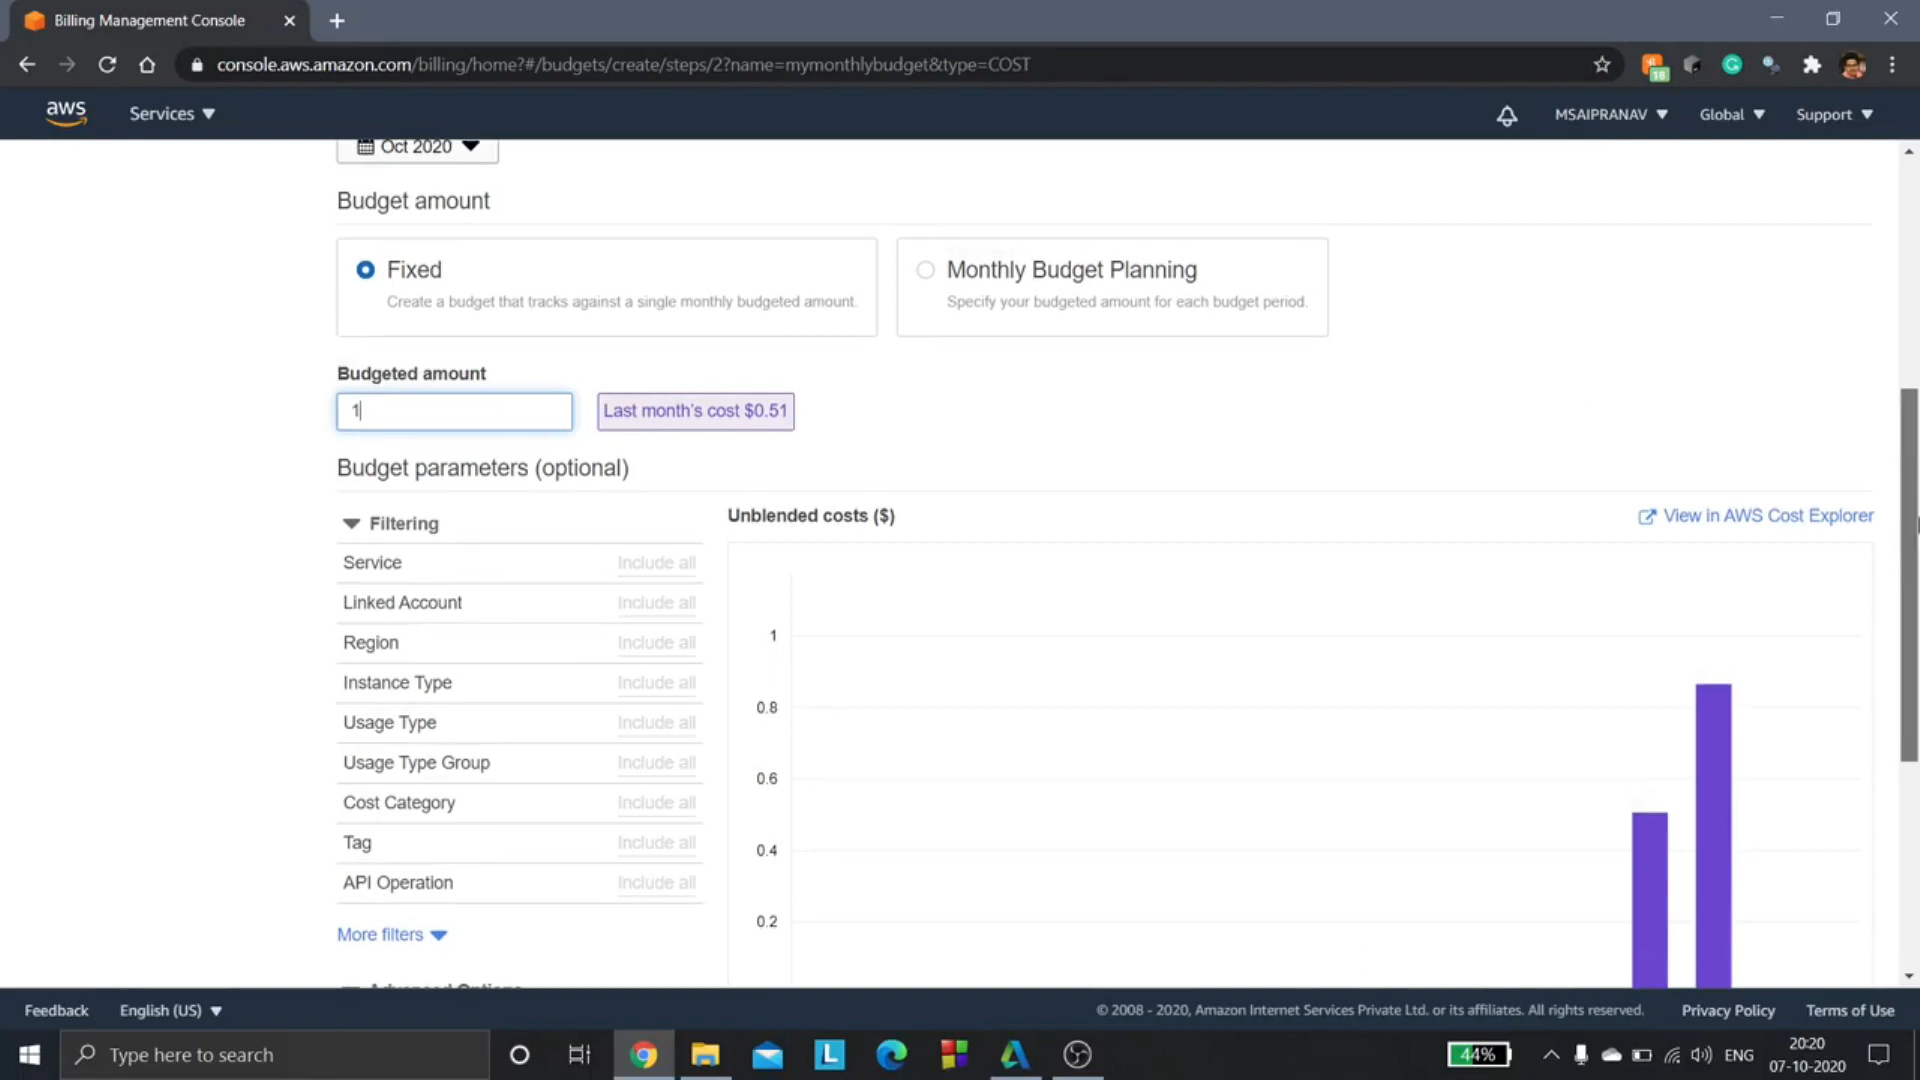 Billing Management Console
console.aws.amazon.com/billing/home?#/budgets/create/steps/2?name=mymonthlybudget&type=COST
18
aws
Services
MSAIPRANAV
Global
Support
Oct 2020
Budget amount
Fixed
Create a budget that tracks against a single monthly budgeted amount.
Monthly Budget Planning
Specify your budgeted amount for each budget period.
Budgeted amount
1
Last month's cost $0.51
Budget parameters (optional)
Filtering
Service Include all
Linked Account Include all
Region Include all
Instance Type Include all
Usage Type Include all
Usage Type Group Include all
Cost Category Include all
Tag Include all
API Operation Include all
More filters
Advanced Options
Unblended costs ($)
View in AWS Cost Explorer
1
0.8
0.6
0.4
0.2
Feedback
English (US)
© 2008 - 2020, Amazon Internet Services Private Ltd. or its affiliates. All rights reserved.
Privacy Policy
Terms of Use
Type here to search
L
44%
ENG
20:20
07-10-2020